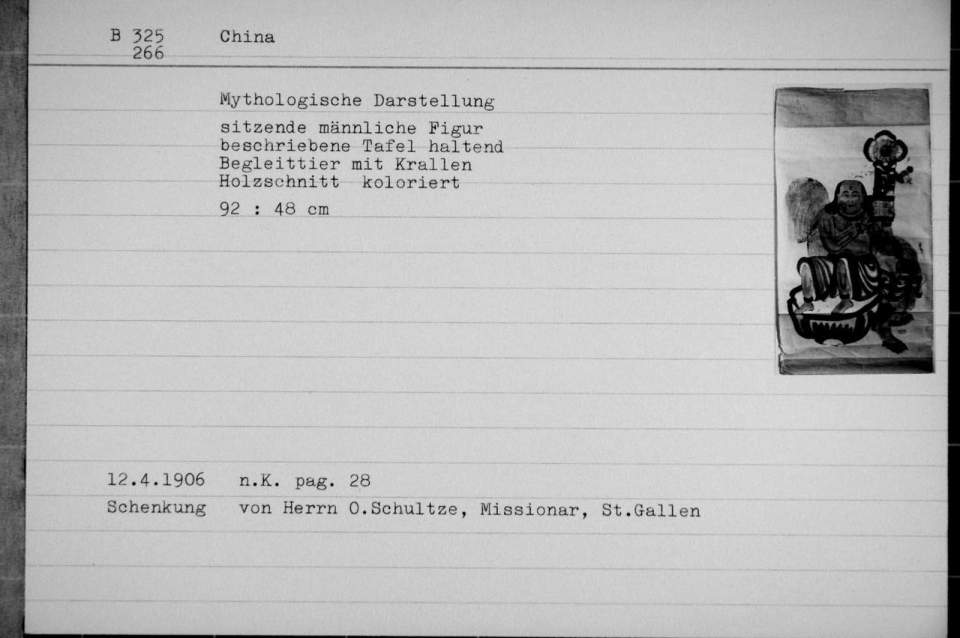 B 325 China
266
Mythologische Darstellung
sitzende männliche Figur
beschriebene Tafel haltend
Begleittier mit Krallen
Holzschnitt koloriert
92 : 48 cm
12.4.1906 n.K. pag. 28
Schenkung von Herrn O.Schultze, Missionar, St.Gallen